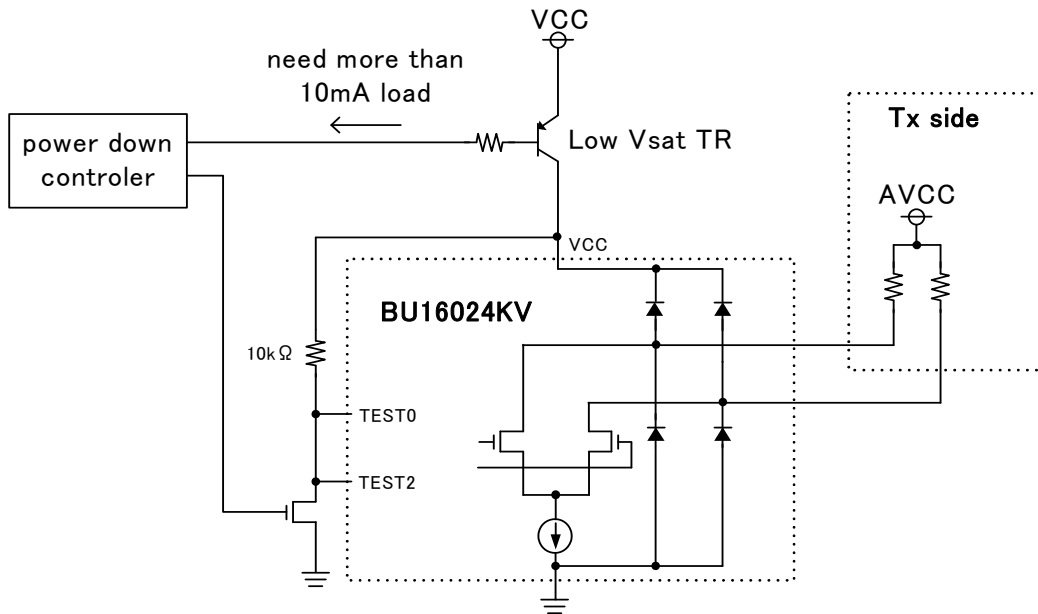 VCC
need more than
10mA load
Tx side
power down
controler
Low Vsat TR
AVCC
VCC
BU16024KV
10kΩ
TEST0
TEST2